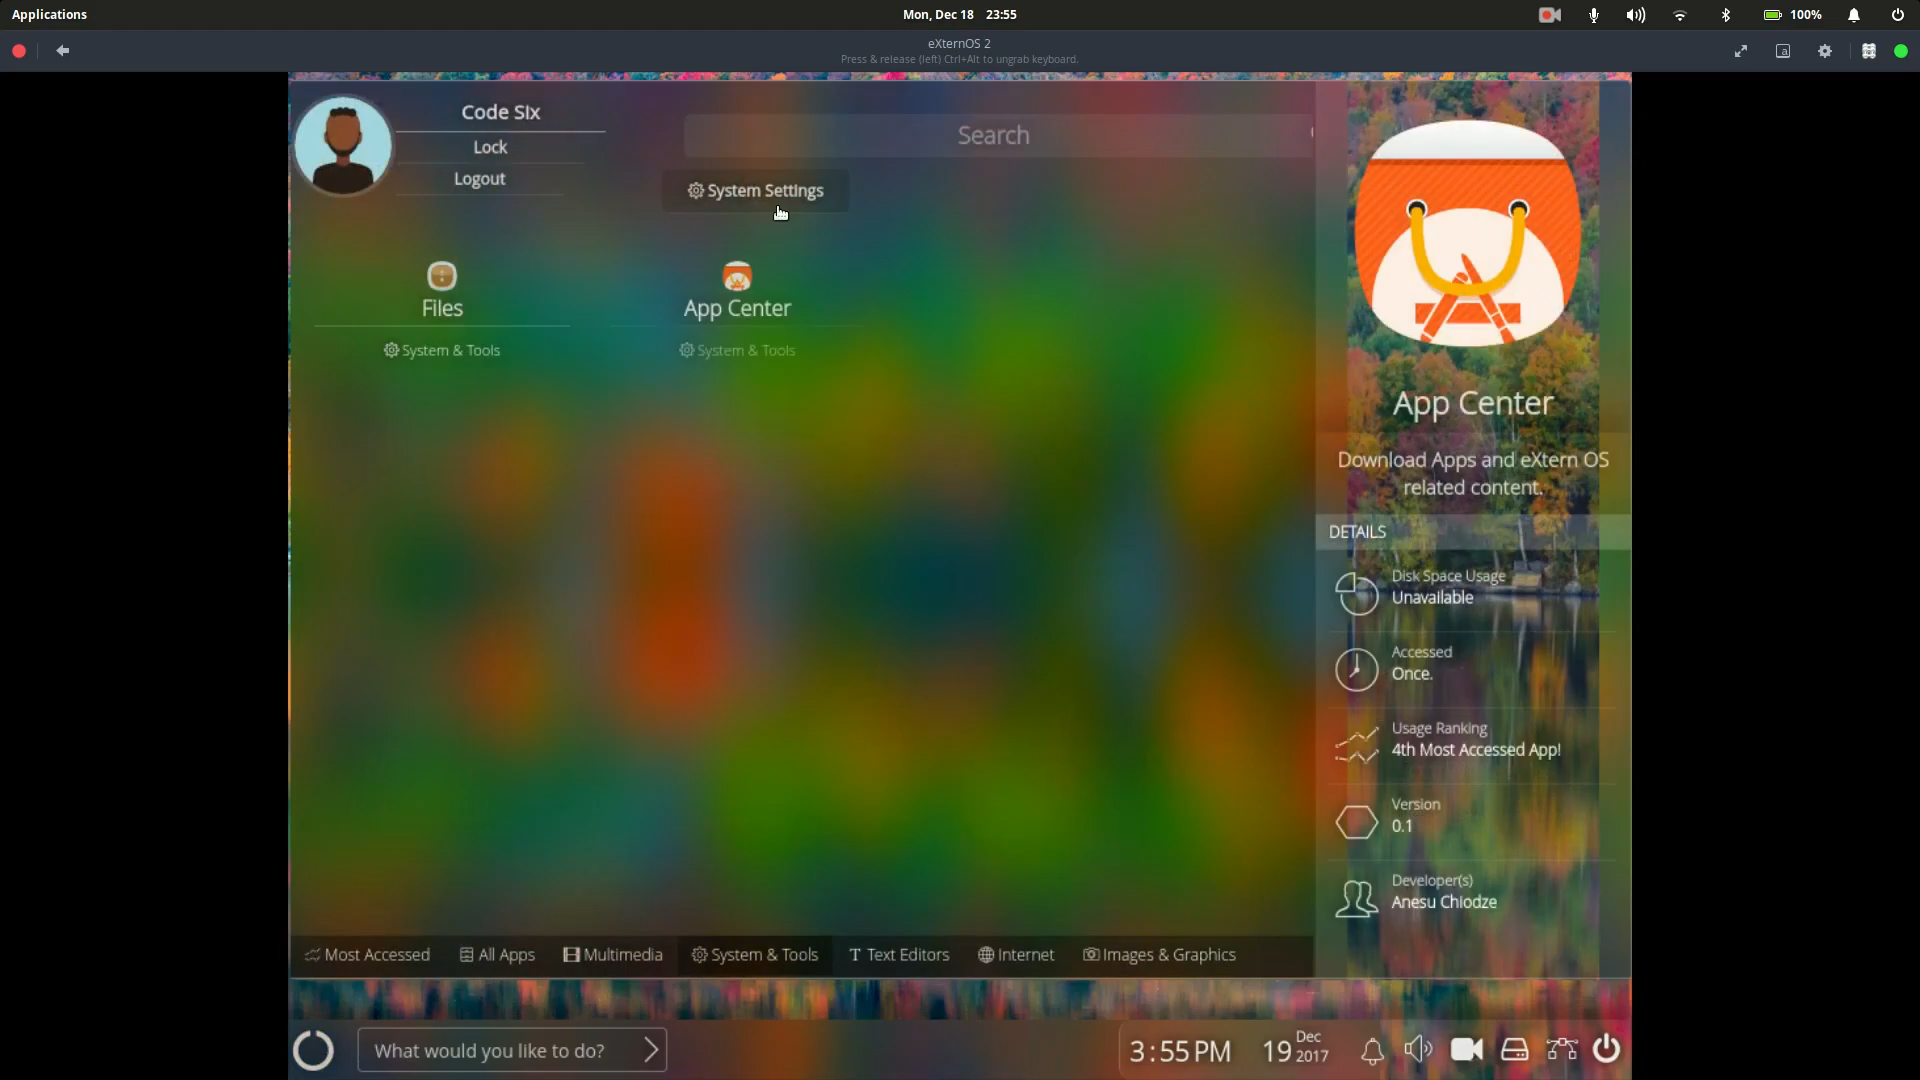 Applications
Mon, Dec 18 23:55
100%
eXternOS 2
Press & release (left) Ctrl+Alt to ungrab keyboard.
Code Six
Lock
Logout
Search
System Settings
Files
System & Tools
App Center
System & Tools
App Center
Download Apps and eXtern OS
related content.
DETAILS
Disk Space Usage
Unavailable
Accessed
Once.
Usage Ranking
4th Most Accessed App!
Version
0.1
Developer(s)
Anesu Chiodze
Most Accessed
All Apps
Multimedia
System & Tools
Text Editors
Internet
Images & Graphics
What would you like to do?
3:55 PM
19 Dec 2017